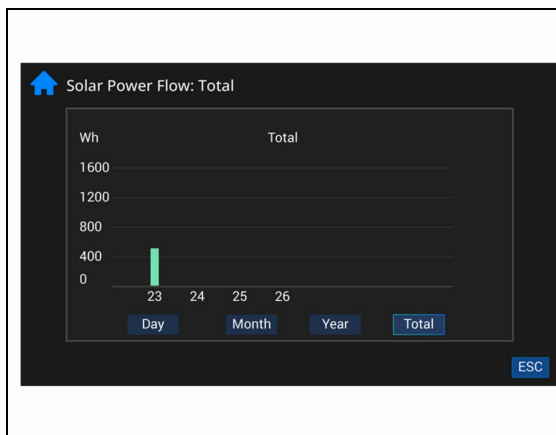 Solar Power Flow: Total
Wh Total
1600
1200
800
400
0
23 24 25 26
Day Month Year Total
ESC